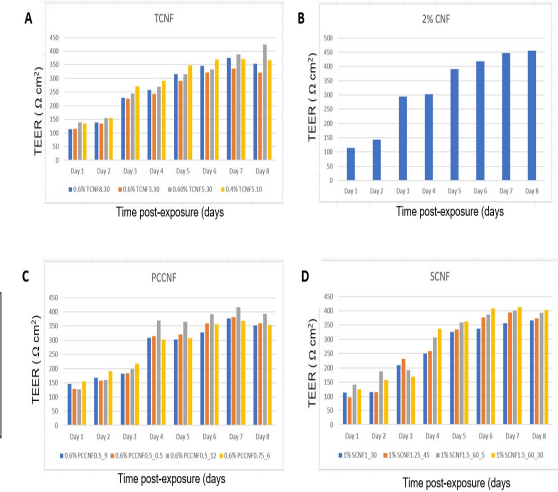 A
TCNF
TEER ( Ω cm²)
450
400
350
300
250
200
150
100
50
0
Day 1 Day 2 Day 3 Day 4 Day 5 Day 6 Day 7 Day 8
0.6% TCNF8.30 0.6% TCNF3.30 0.60% TCNF5.30 0.4% TCNF5.10
Time post-exposure (days
B
2% CNF
TEER ( Ω cm²)
500
450
400
350
300
250
200
150
100
50
0
Day 1 Day 2 Day 3 Day 4 Day 5 Day 6 Day 7 Day 8
Time post-exposure (days
C
PCCNF
TEER ( Ω cm²)
450
400
350
300
250
200
150
100
50
0
Day 1 Day 2 Day 3 Day 4 Day 5 Day 6 Day 7 Day 8
0.6% PCCNF0.5_9 0.6% PCCNF0.5_0.5 0.6% PCCNF0.5_12 0.6% PCCNF0.75_6
Time post-exposure (days
D
SCNF
TEER ( Ω cm²)
450
400
350
300
250
200
150
100
50
0
Day 1 Day 2 Day 3 Day 4 Day 5 Day 6 Day 7 Day 8
1% SCNF1_30 1% SCNF1.25_45 1% SCNF1.5_60_5 1% SCNF1.5_60_30
Time post-exposure (days